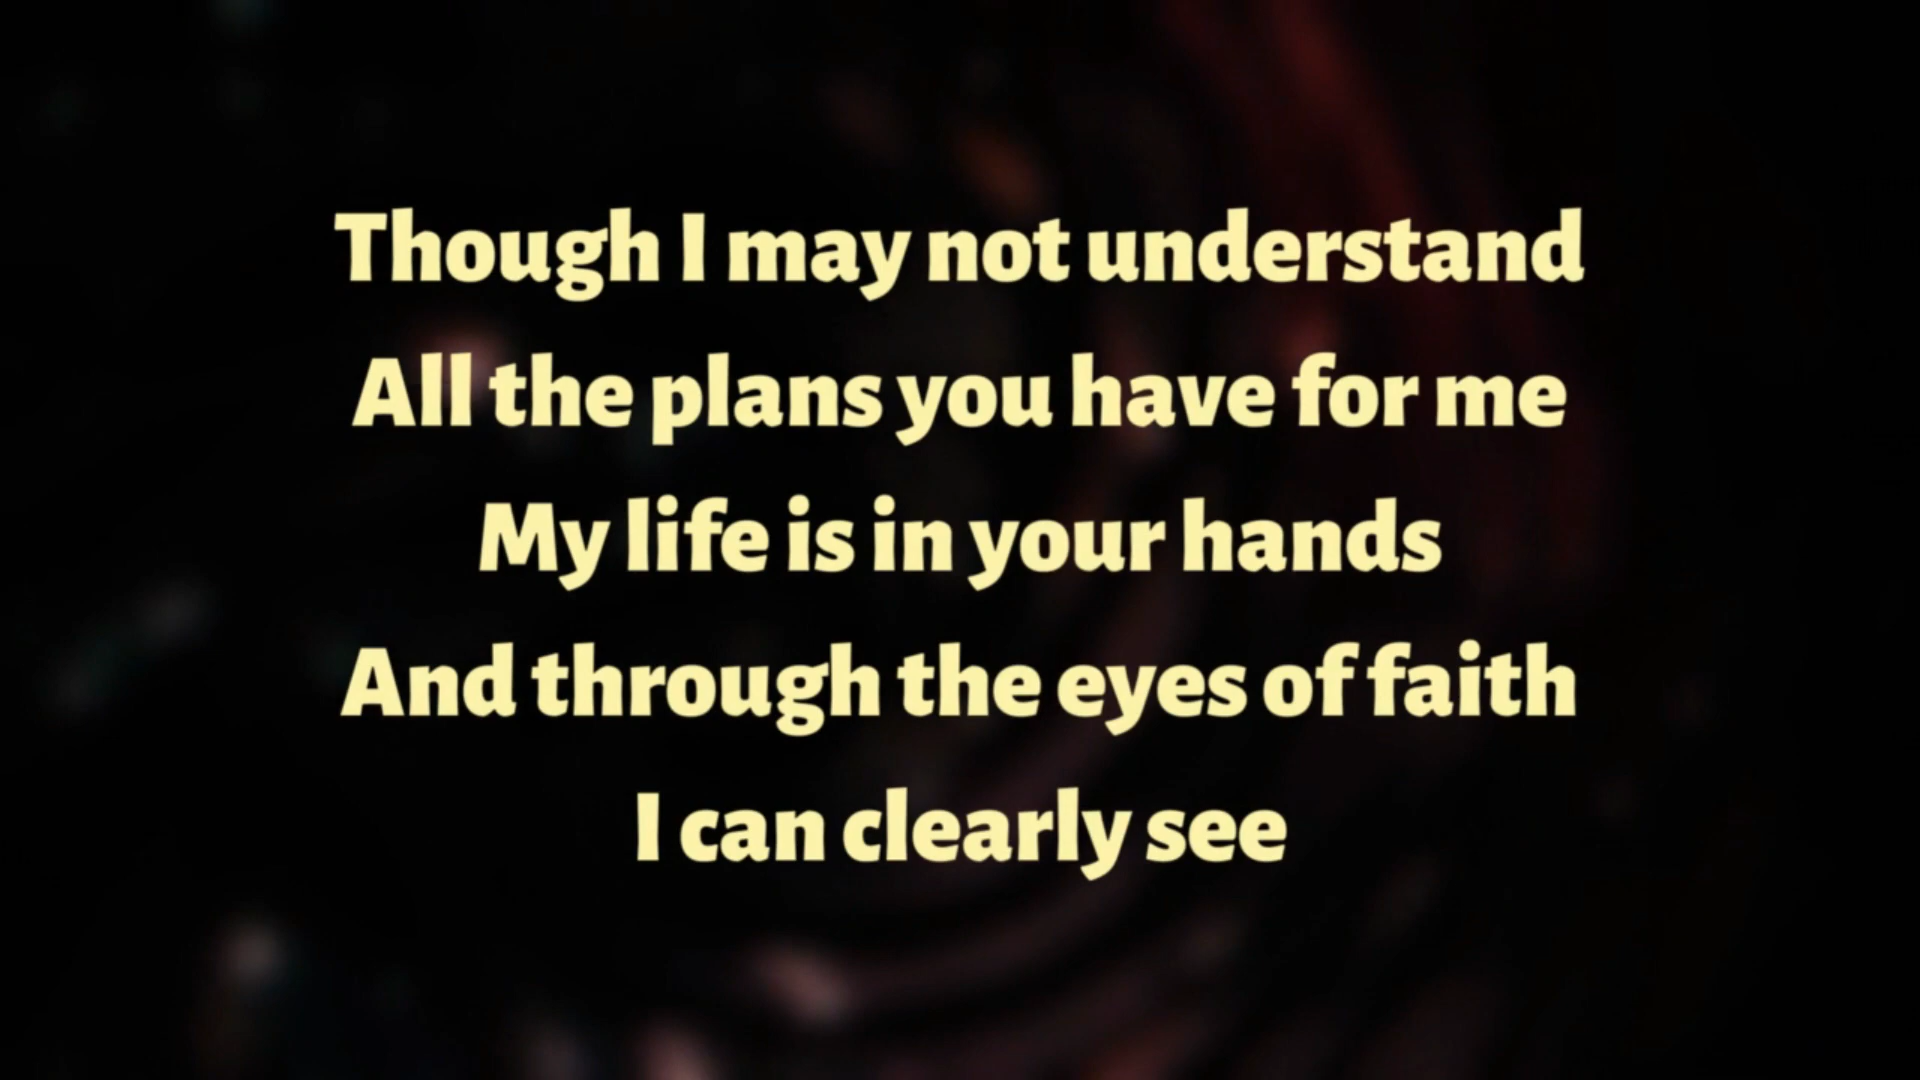 Though I may not understand
All the plans you have for me
My life is in your hands
And through the eyes of faith
I can clearly see